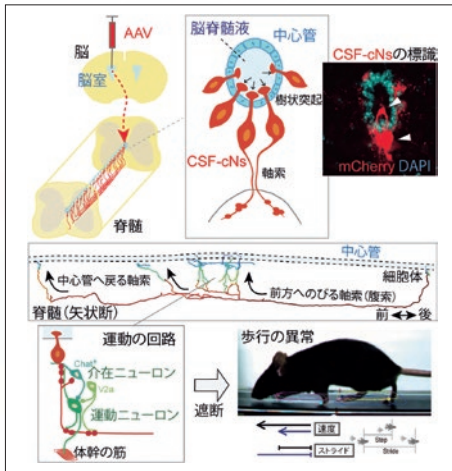 AAV
脳
脳室
脊髄
脳脊髄液
中心管
樹状突起
CSF-cNs
軸索
CSF-cNsの標識
mCherry DAPI
中心管
中心管へ戻る軸索
細胞体
前方へのびる軸索(腹索)
脊髄(矢状断)
前 後
運動の回路
Chat⁺
介在ニューロン
V2a
運動ニューロン
体幹の筋
遮断
歩行の異常
速度
ストライド
Step
Stride